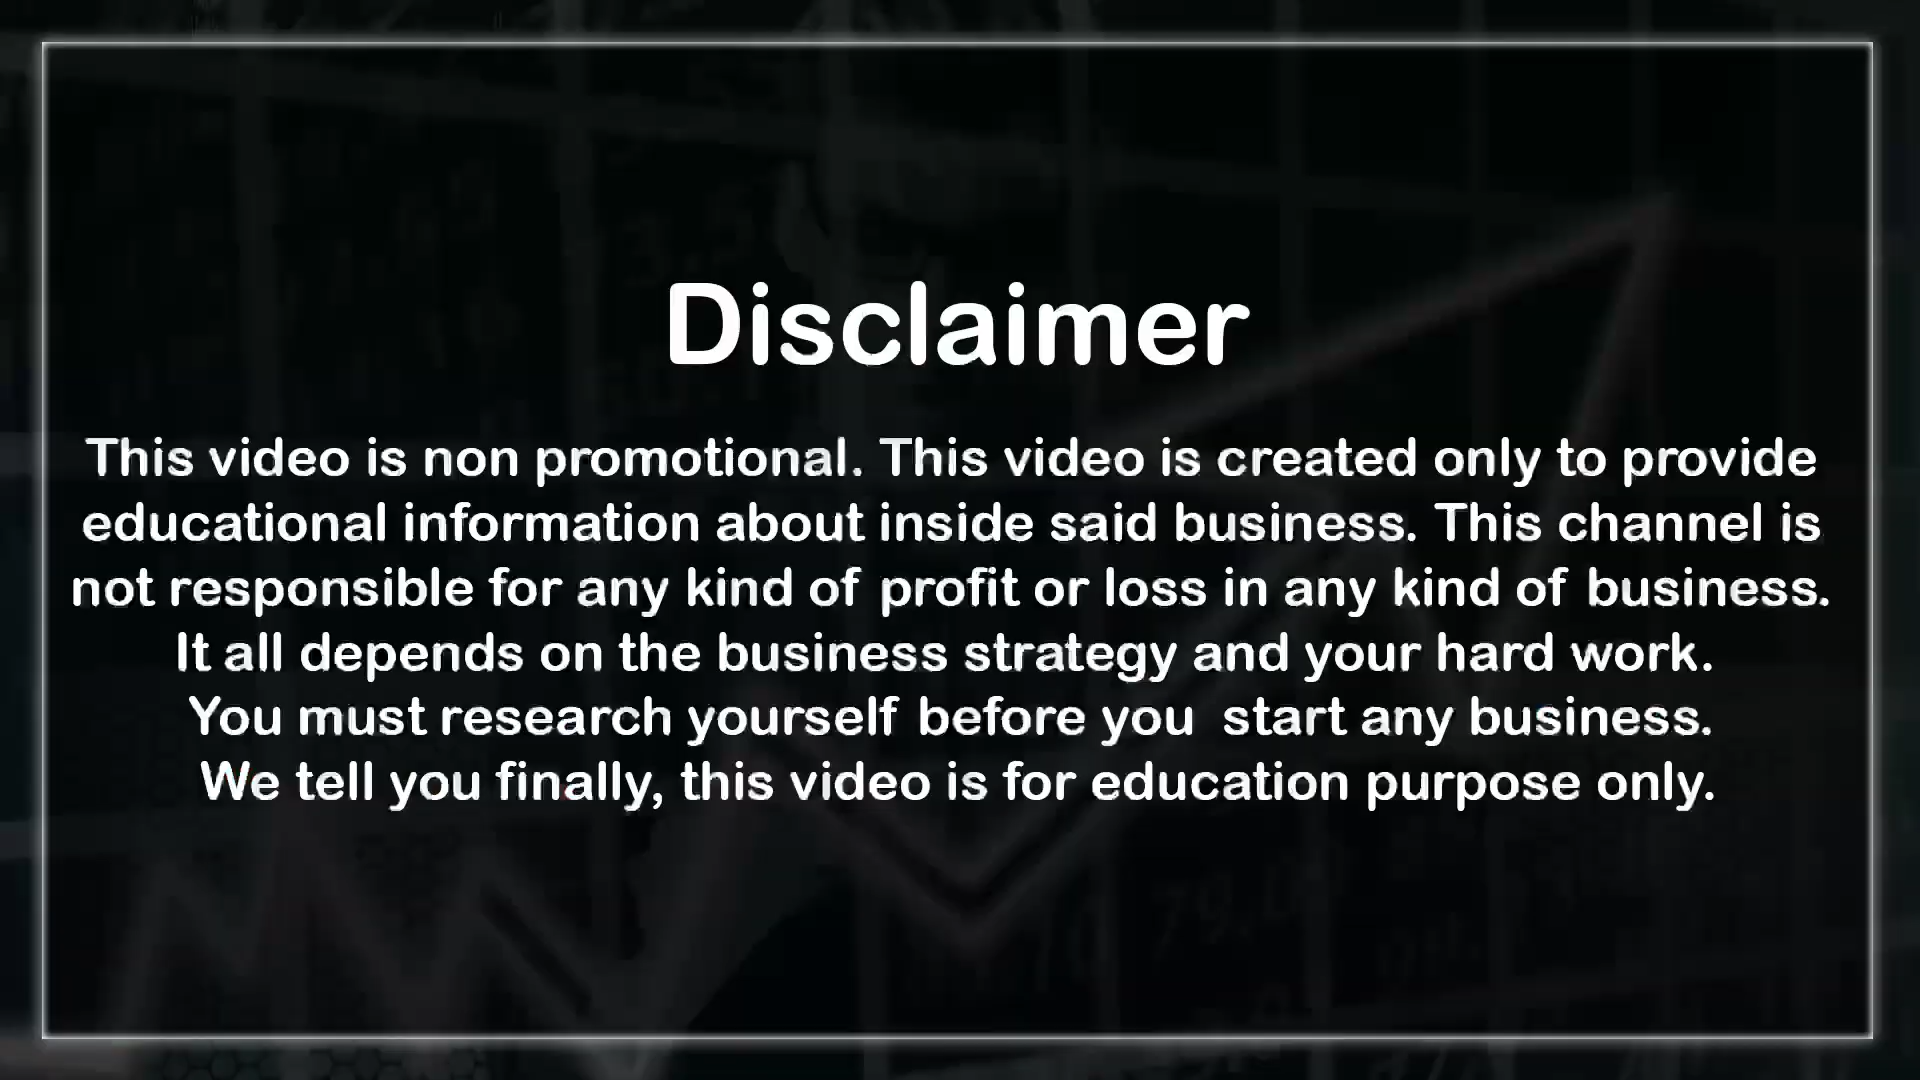 Disclaimer
This video is non promotional. This video is created only to provide
educational information about inside said business. This channel is
not responsible for any kind of profit or loss in any kind of business.
It all depends on the business strategy and your hard work.
You must research yourself before you start any business.
We tell you finally, this video is for education purpose only.